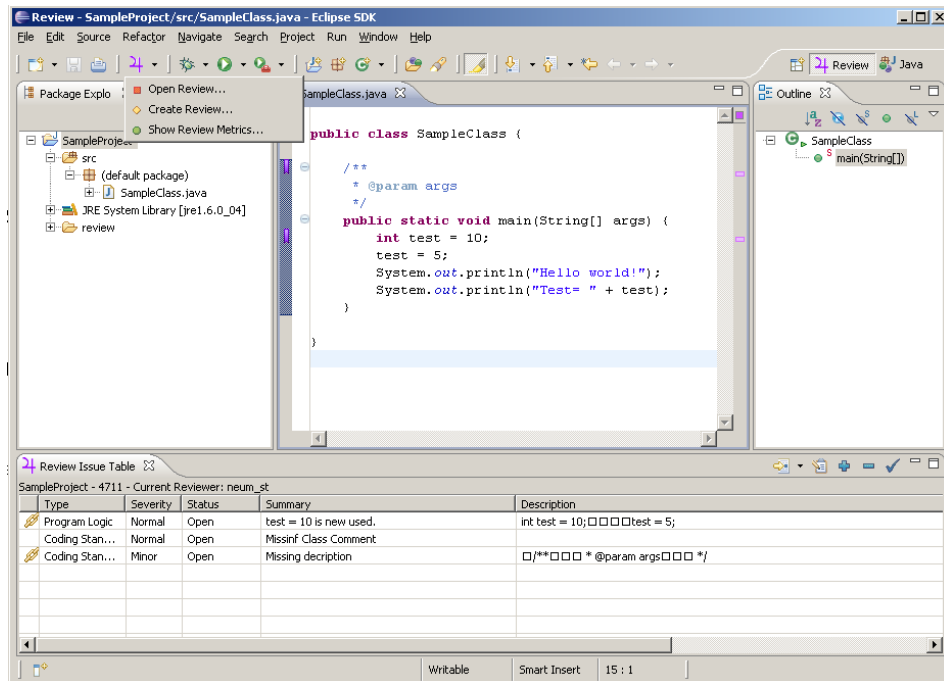 Review - SampleProject/src/SampleClass.java - Eclipse SDK
File Edit Source Refactor Navigate Search Project Run Window Help
Review Java
Open Review...
Create Review...
Show Review Metrics...
Package Explo
SampleProject
src
(default package)
SampleClass.java
JRE System Library [jre1.6.0_04]
review
SampleClass.java
public class SampleClass {
/**
* @param args
*/
public static void main(String[] args) {
int test = 10;
test = 5;
System.out.println("Hello world!");
System.out.println("Test= " + test);
}
}
Outline
SampleClass
main(String[])
Review Issue Table
SampleProject - 4711 - Current Reviewer: neum_st
Type Severity Status Summary Description
Program Logic Normal Open test = 10 is new used. int test = 10;□□□□test = 5;
Coding Stan... Normal Open Missinf Class Comment
Coding Stan... Minor Open Missing decription □/**□□□ * @param args□□□ */
Writable Smart Insert 15 : 1